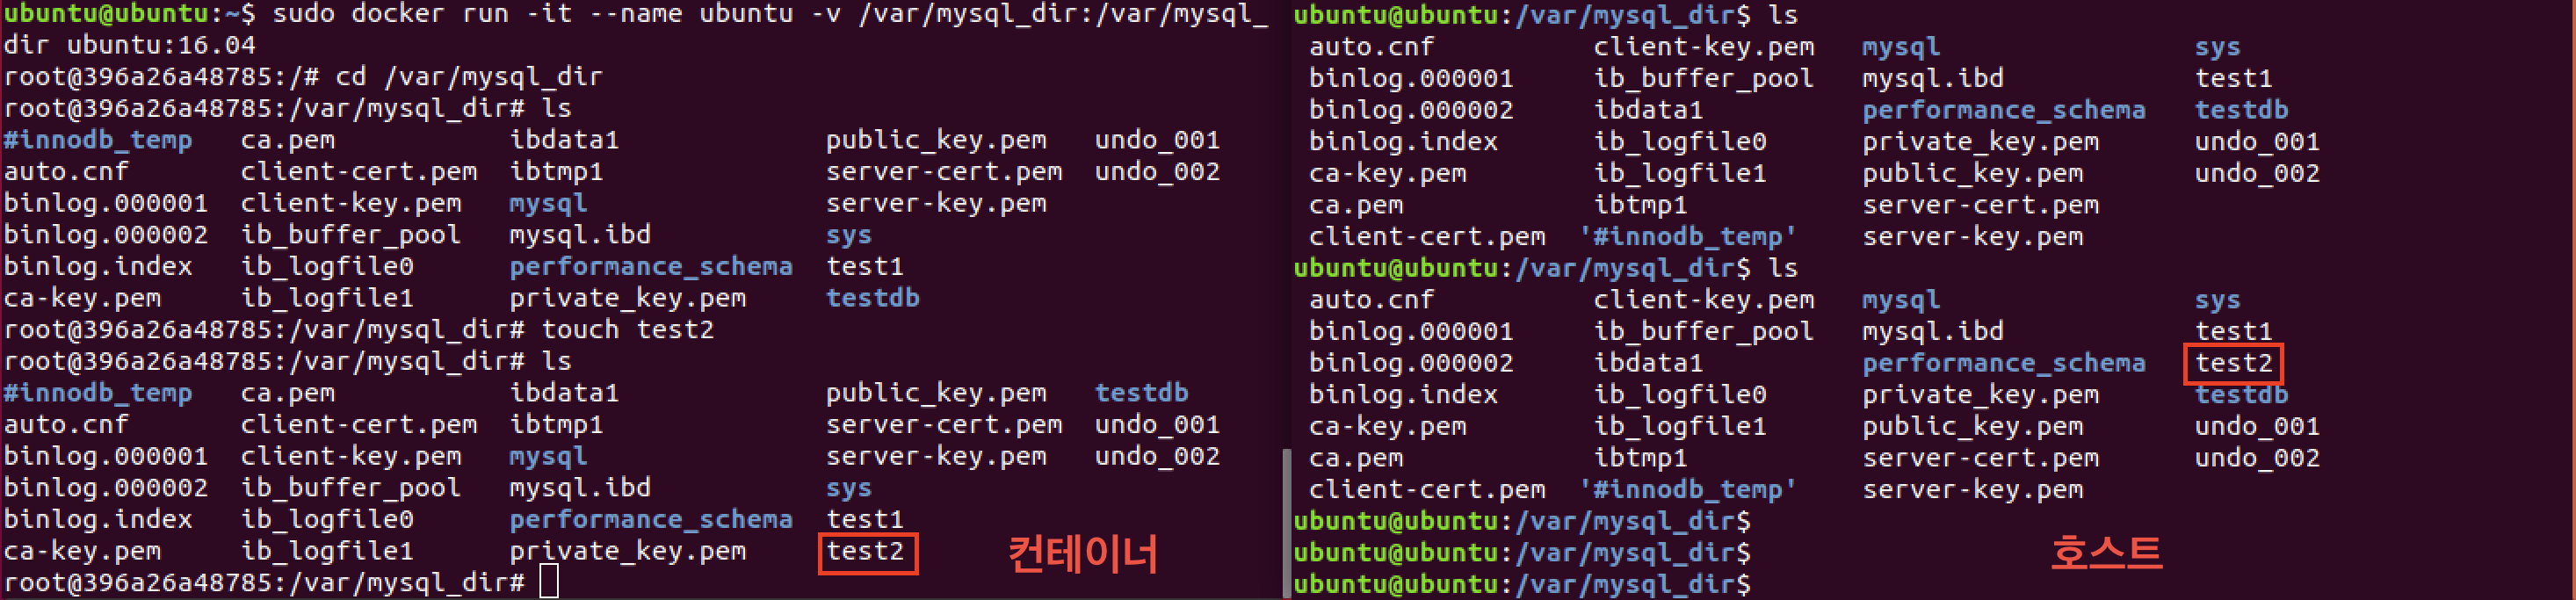 ubuntu@ubuntu:~$ sudo docker run -it --name ubuntu -v /var/mysql_dir:/var/mysql_
dir ubuntu:16.04
root@396a26a48785:/# cd /var/mysql_dir
root@396a26a48785:/var/mysql_dir# ls
#innodb_temp ca.pem ibdata1 public_key.pem undo_001
auto.cnf client-cert.pem ibtmp1 server-cert.pem undo_002
binlog.000001 client-key.pem mysql server-key.pem
binlog.000002 ib_buffer_pool mysql.ibd sys
binlog.index ib_logfile0 performance_schema test1
ca-key.pem ib_logfile1 private_key.pem testdb
root@396a26a48785:/var/mysql_dir# touch test2
root@396a26a48785:/var/mysql_dir# ls
#innodb_temp ca.pem ibdata1 public_key.pem testdb
auto.cnf client-cert.pem ibtmp1 server-cert.pem undo_001
binlog.000001 client-key.pem mysql server-key.pem undo_002
binlog.000002 ib_buffer_pool mysql.ibd sys
binlog.index ib_logfile0 performance_schema test1
ca-key.pem ib_logfile1 private_key.pem test2
컨테이너
root@396a26a48785:/var/mysql_dir#
ubuntu@ubuntu:/var/mysql_dir$ ls
auto.cnf client-key.pem mysql sys
binlog.000001 ib_buffer_pool mysql.ibd test1
binlog.000002 ibdata1 performance_schema testdb
binlog.index ib_logfile0 private_key.pem undo_001
ca-key.pem ib_logfile1 public_key.pem undo_002
ca.pem ibtmp1 server-cert.pem
client-cert.pem '#innodb_temp' server-key.pem
ubuntu@ubuntu:/var/mysql_dir$ ls
auto.cnf client-key.pem mysql sys
binlog.000001 ib_buffer_pool mysql.ibd test1
binlog.000002 ibdata1 performance_schema test2
binlog.index ib_logfile0 private_key.pem testdb
ca-key.pem ib_logfile1 public_key.pem undo_001
ca.pem ibtmp1 server-cert.pem undo_002
client-cert.pem '#innodb_temp' server-key.pem
ubuntu@ubuntu:/var/mysql_dir$
ubuntu@ubuntu:/var/mysql_dir$
호스트
ubuntu@ubuntu:/var/mysql_dir$